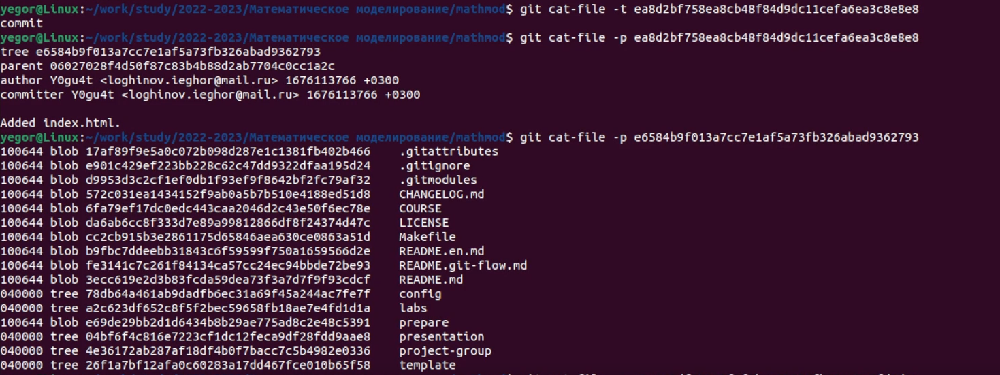 yegor@Linux:~/work/study/2022-2023/Математическое моделирование/mathmod$ git cat-file -t ea8d2bf758ea8cb48f84d9dc11cefa6ea3c8e8e8
commit
yegor@Linux:~/work/study/2022-2023/Математическое моделирование/mathmod$ git cat-file -p ea8d2bf758ea8cb48f84d9dc11cefa6ea3c8e8e8
tree e6584b9f013a7cc7e1af5a73fb326abad9362793
parent 06027028f4d50f87c83b4b88d2ab7704c0cc1a2c
author Y0gu4t <loghinov.ieghor@mail.ru> 1676113766 +0300
committer Y0gu4t <loghinov.ieghor@mail.ru> 1676113766 +0300
Added index.html.
yegor@Linux:~/work/study/2022-2023/Математическое моделирование/mathmod$ git cat-file -p e6584b9f013a7cc7e1af5a73fb326abad9362793
100644 blob 17af89f9e5a0c072b098d287e1c1381fb402b466    .gitattributes
100644 blob e901c429ef223bb228c62c47dd9322dfaa195d24    .gitignore
100644 blob d9953d3c2cf1ef0db1f93ef9f8642bf2fc79af32    .gitmodules
100644 blob 572c031ea1434152f9ab0a5b7b510e4188ed51d8    CHANGELOG.md
100644 blob 6fa79ef17dc0edc443caa2046d2c43e50f6ec78e    COURSE
100644 blob da6ab6cc8f333d7e89a99812866df8f24374d47c    LICENSE
100644 blob cc2cb915b3e2861175d65846aea630ce0863a51d    Makefile
100644 blob b9fbc7ddeebb31843c6f59599f750a1659566d2e    README.en.md
100644 blob fe3141c7c261f84134ca57cc24ec94bbde72be93    README.git-flow.md
100644 blob 3ecc619e2d3b83fcda59dea73f3a7d7f9f93cdcf    README.md
040000 tree 78db64a461ab9dadfb6ec31a69f45a244ac7fe7f    config
040000 tree a2c623df652c8f5f2bec59658fb18ae7e4fd1d1a    labs
100644 blob e69de29bb2d1d6434b8b29ae775ad8c2e48c5391    prepare
040000 tree 04bf6f4c816e7223cf1dc12feca9df28fdd9aae8    presentation
040000 tree 4e36172ab287af18df4b0f7bacc7c5b4982e0336    project-group
040000 tree 26f1a7bf12afa0c60283a17dd467fce010b65f58    template